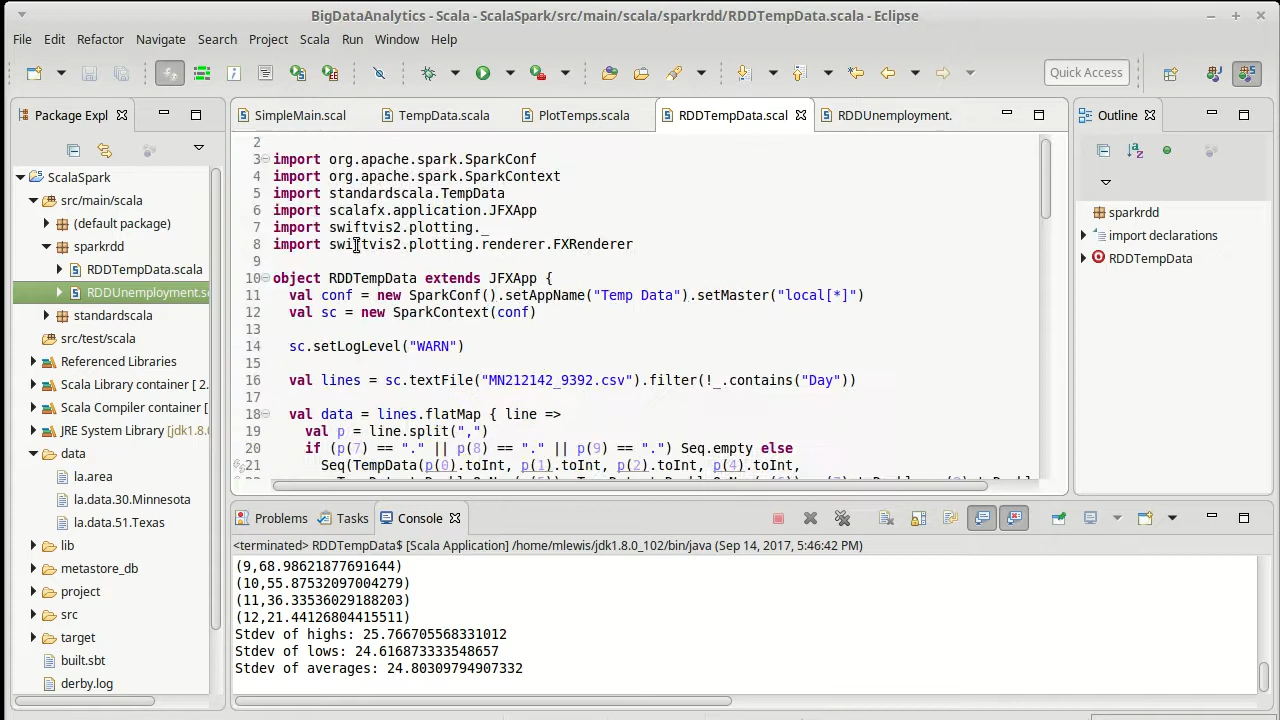 BigDataAnalytics - Scala - ScalaSpark/src/main/scala/sparkrdd/RDDTempData.scala - Eclipse
File Edit Refactor Navigate Search Project Scala Run Window Help
Quick Access
Package Expl
ScalaSpark
src/main/scala
(default package)
sparkrdd
RDDTempData.scala
RDDUnemployment.sc
standardscala
src/test/scala
Referenced Libraries
Scala Library container [ 2.
Scala Compiler container [
JRE System Library [jdk1.8.0
data
la.area
la.data.30.Minnesota
la.data.51.Texas
lib
metastore_db
project
src
target
built.sbt
derby.log
SimpleMain.scal TempData.scala PlotTemps.scala RDDTempData.scal RDDUnemployment.
2
3 import org.apache.spark.SparkConf
4 import org.apache.spark.SparkContext
5 import standardscala.TempData
6 import scalafx.application.JFXApp
7 import swiftvis2.plotting._
8 import swiftvis2.plotting.renderer.FXRenderer
9
10 object RDDTempData extends JFXApp {
11 val conf = new SparkConf().setAppName("Temp Data").setMaster("local[*]")
12 val sc = new SparkContext(conf)
13
14 sc.setLogLevel("WARN")
15
16 val lines = sc.textFile("MN212142_9392.csv").filter(!_.contains("Day"))
17
18 val data = lines.flatMap { line =>
19 val p = line.split(",")
20 if (p(7) == "." || p(8) == "." || p(9) == ".") Seq.empty else
21 Seq(TempData(p(0).toInt, p(1).toInt, p(2).toInt, p(4).toInt,
Outline
sparkrdd
import declarations
RDDTempData
Problems Tasks Console
<terminated> RDDTempData$ [Scala Application] /home/mlewis/jdk1.8.0_102/bin/java (Sep 14, 2017, 5:46:42 PM)
(9,68.98621877691644)
(10,55.87532097004279)
(11,36.33536029188203)
(12,21.44126804415511)
Stdev of highs: 25.766705568331012
Stdev of lows: 24.616873333548657
Stdev of averages: 24.80309794907332